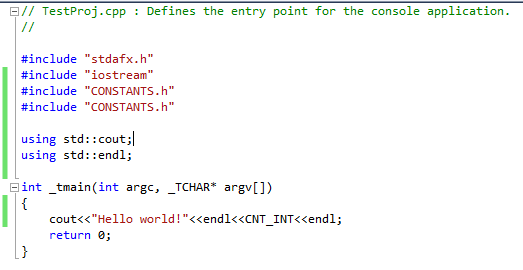 // TestProj.cpp : Defines the entry point for the console application.
//
#include "stdafx.h"
#include "iostream"
#include "CONSTANTS.h"
#include "CONSTANTS.h"
using std::cout;
using std::endl;
int _tmain(int argc, _TCHAR* argv[])
{
cout<<"Hello world!"<<endl<<CNT_INT<<endl;
return 0;
}